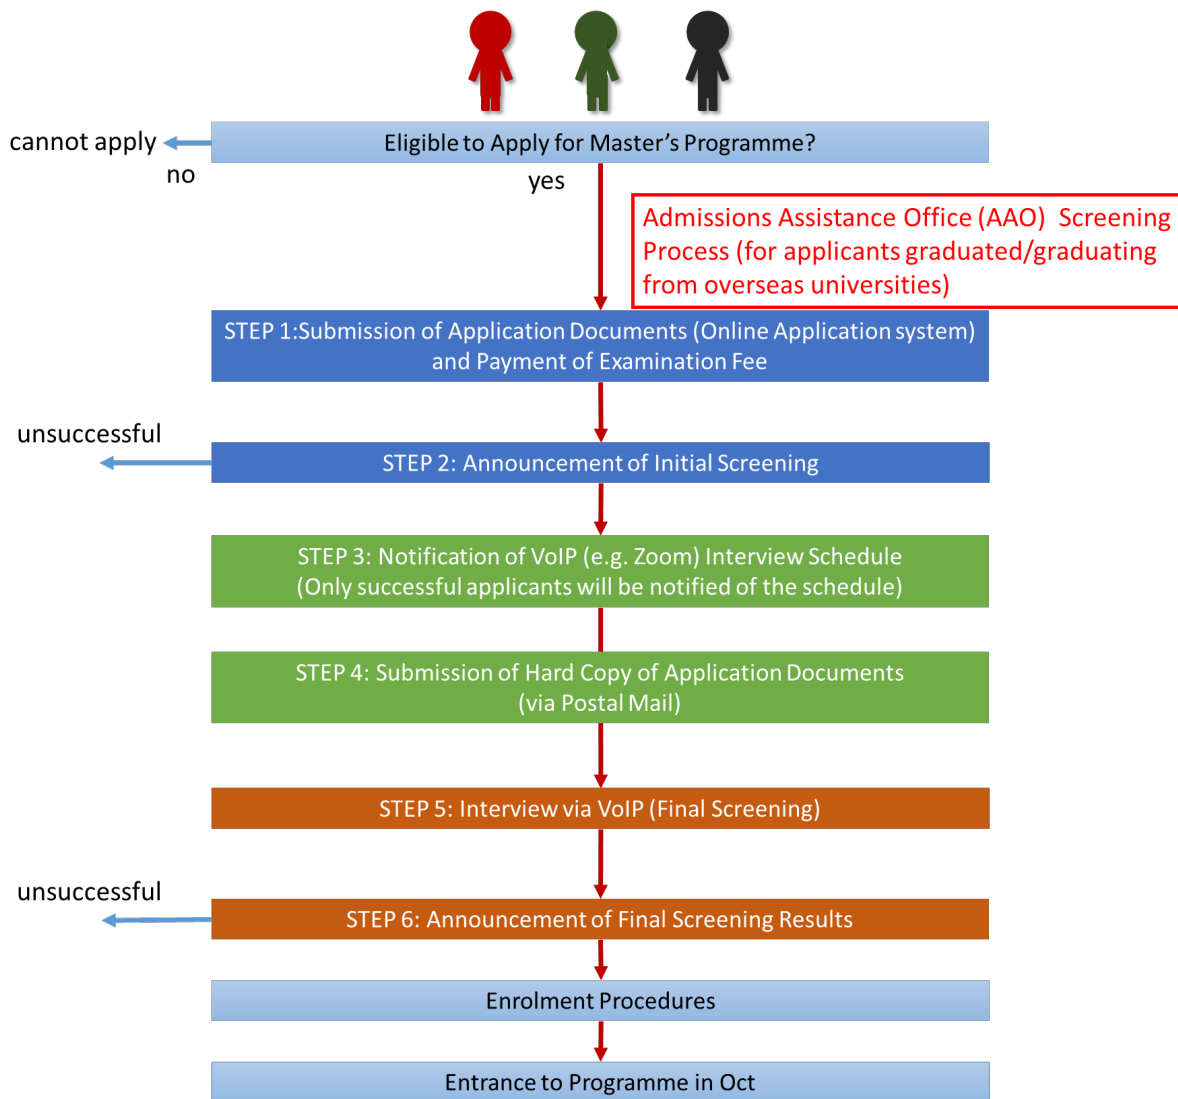 Eligible to Apply for Master's Programme?
cannot apply
no
yes
Admissions Assistance Office (AAO)  Screening
Process (for applicants graduated/graduating
from overseas universities)
STEP 1:Submission of Application Documents (Online Application system)
and Payment of Examination Fee
unsuccessful
STEP 2: Announcement of Initial Screening
STEP 3: Notification of VoIP (e.g. Zoom) Interview Schedule
(Only successful applicants will be notified of the schedule)
STEP 4: Submission of Hard Copy of Application Documents
(via Postal Mail)
STEP 5: Interview via VoIP (Final Screening)
unsuccessful
STEP 6: Announcement of Final Screening Results
Enrolment Procedures
Entrance to Programme in Oct